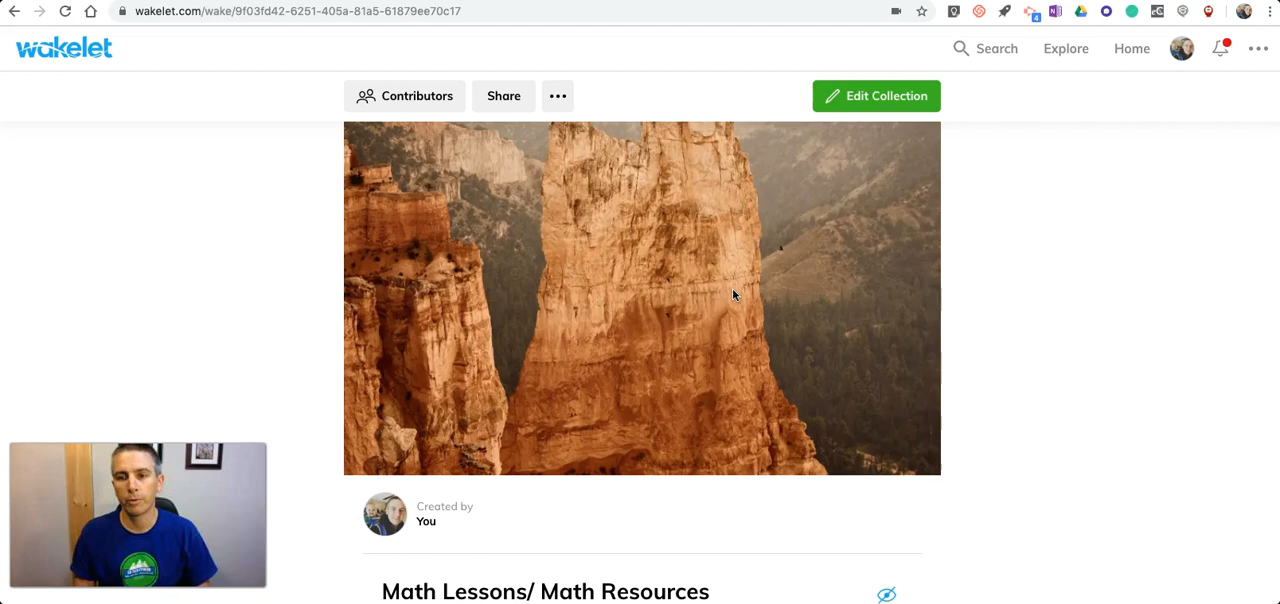 wakelet.com/wake/9f03fd42-6251-405a-81a5-61879ee70c17
4
wakelet
Search
Explore
Home
Contributors
Share
Edit Collection
Created by
You
Math Lessons/ Math Resources